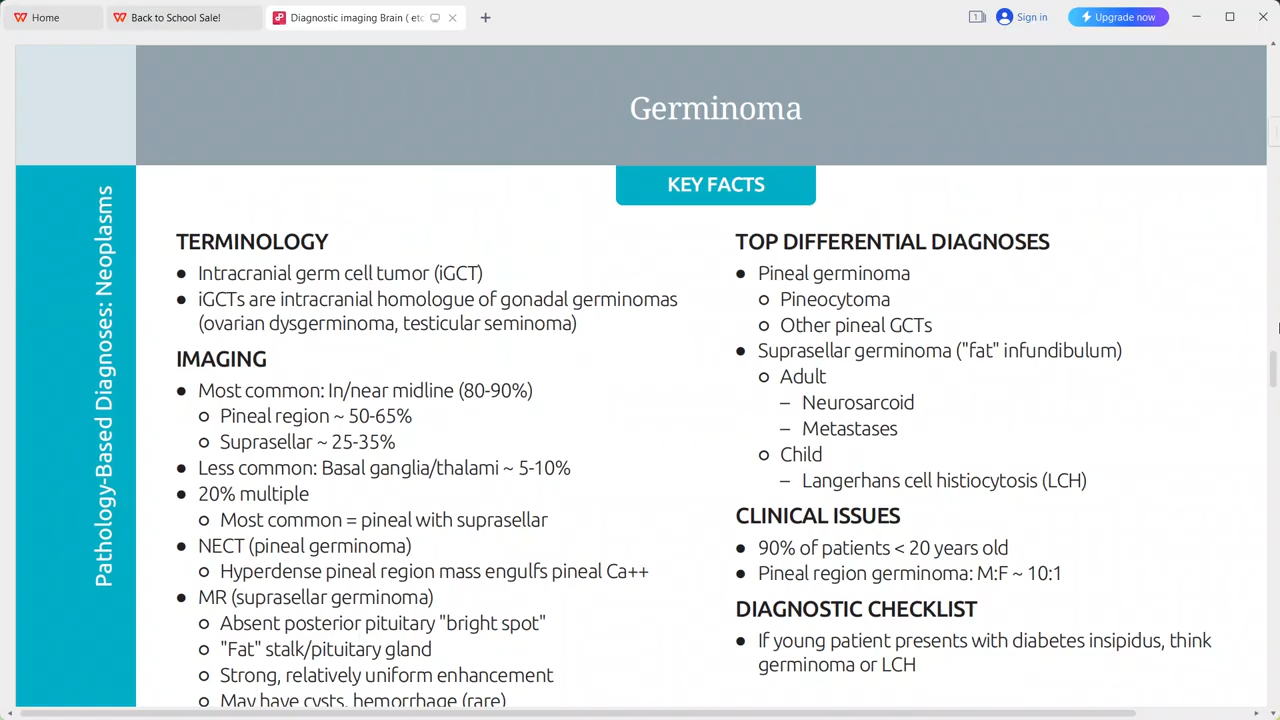 Home
Back to School Sale!
Diagnostic imaging Brain ( etc
1
Sign in
Upgrade now
Germinoma
KEY FACTS
Pathology-Based Diagnoses: Neoplasms
TERMINOLOGY
● Intracranial germ cell tumor (iGCT)
● iGCTs are intracranial homologue of gonadal germinomas
(ovarian dysgerminoma, testicular seminoma)
IMAGING
● Most common: In/near midline (80-90%)
○ Pineal region ~ 50-65%
○ Suprasellar ~ 25-35%
● Less common: Basal ganglia/thalami ~ 5-10%
● 20% multiple
○ Most common = pineal with suprasellar
● NECT (pineal germinoma)
○ Hyperdense pineal region mass engulfs pineal Ca++
● MR (suprasellar germinoma)
○ Absent posterior pituitary "bright spot"
○ "Fat" stalk/pituitary gland
○ Strong, relatively uniform enhancement
○ May have cysts, hemorrhage (rare)
TOP DIFFERENTIAL DIAGNOSES
● Pineal germinoma
○ Pineocytoma
○ Other pineal GCTs
● Suprasellar germinoma ("fat" infundibulum)
○ Adult
– Neurosarcoid
– Metastases
○ Child
– Langerhans cell histiocytosis (LCH)
CLINICAL ISSUES
● 90% of patients < 20 years old
● Pineal region germinoma: M:F ~ 10:1
DIAGNOSTIC CHECKLIST
● If young patient presents with diabetes insipidus, think
germinoma or LCH